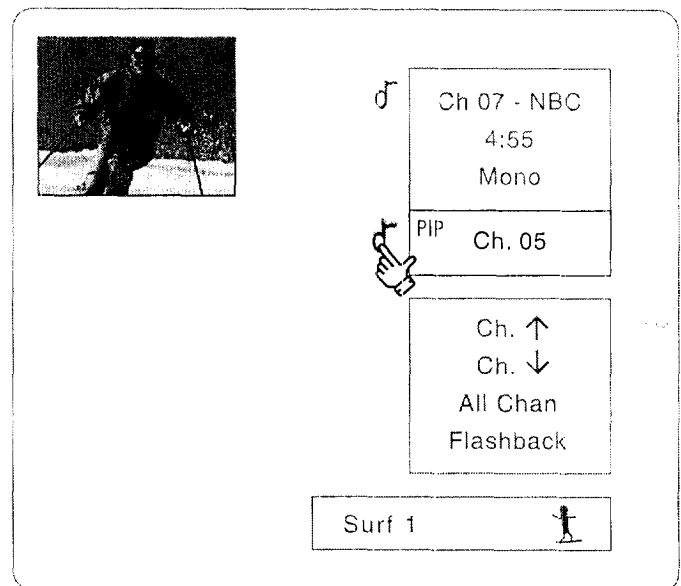 Ch 07 - NBC
4:55
Mono
PIP Ch. 05
Ch. ↑
Ch. ↓
All Chan
Flashback
Surf 1